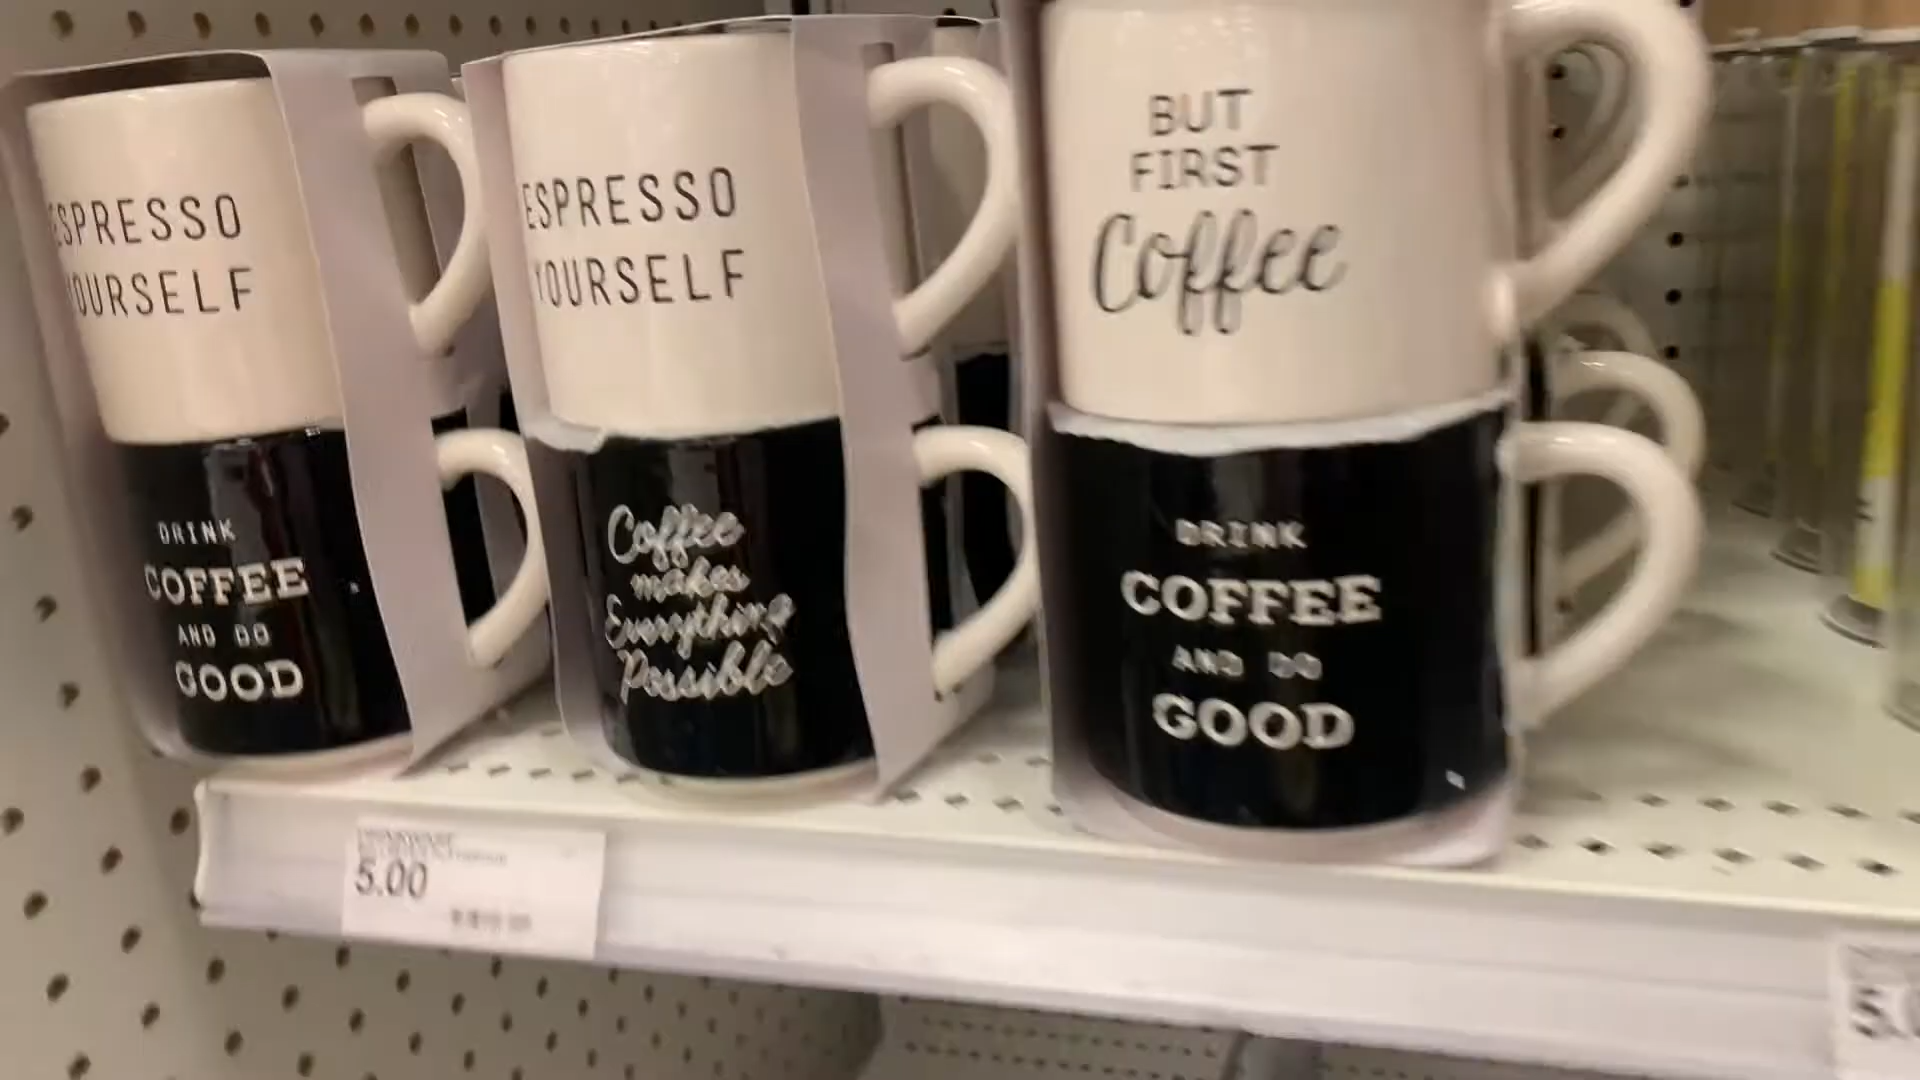 ESPRESSO
YOURSELF
DRINK
COFFEE
AND DO
GOOD
ESPRESSO
YOURSELF
Coffee
makes
Everything
Possible
BUT
FIRST
Coffee
DRINK
COFFEE
AND DO
GOOD
5.00